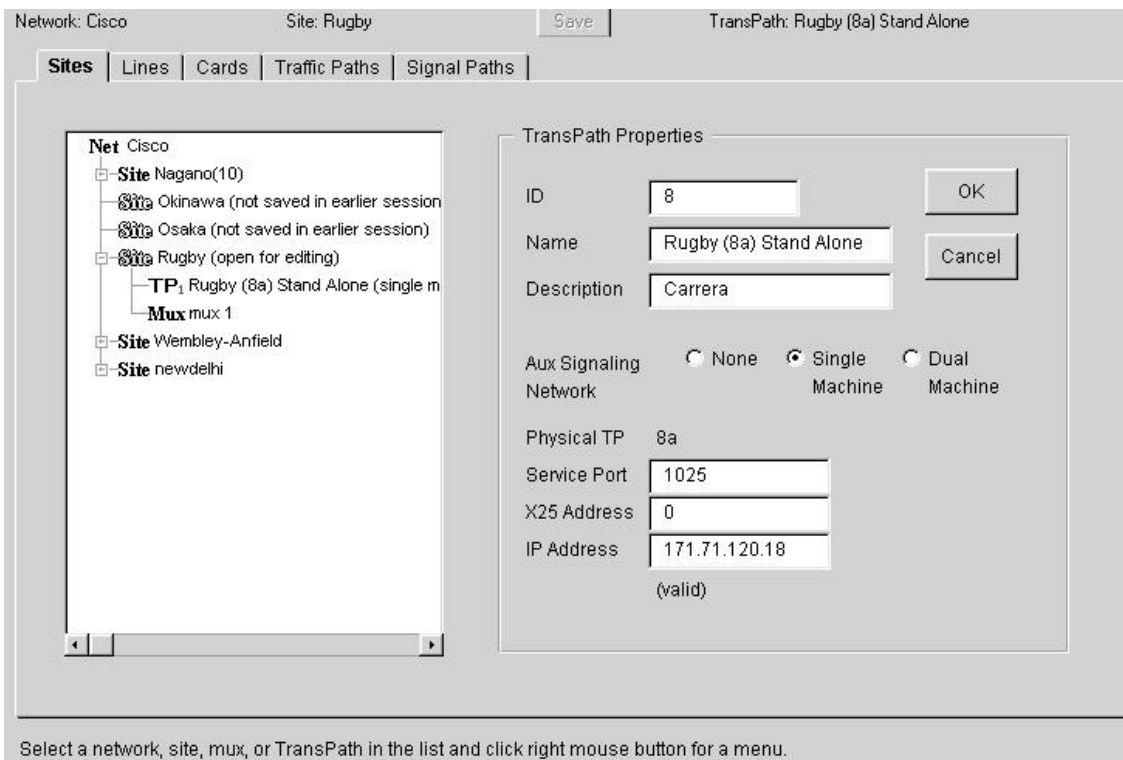 Network: Cisco Site: Rugby Save TransPath: Rugby (8a) Stand Alone
Sites Lines Cards Traffic Paths Signal Paths
Net Cisco
Site Nagano(10)
Site Okinawa (not saved in earlier session
Site Osaka (not saved in earlier session)
Site Rugby (open for editing)
TP1 Rugby (8a) Stand Alone (single m
Mux mux 1
Site Wembley-Anfield
Site newdelhi
TransPath Properties
ID 8
OK
Name Rugby (8a) Stand Alone
Cancel
Description Carrera
Aux Signaling Network
None
Single Machine
Dual Machine
Physical TP 8a
Service Port 1025
X25 Address 0
IP Address 171.71.120.18
(valid)
Select a network, site, mux, or TransPath in the list and click right mouse button for a menu.